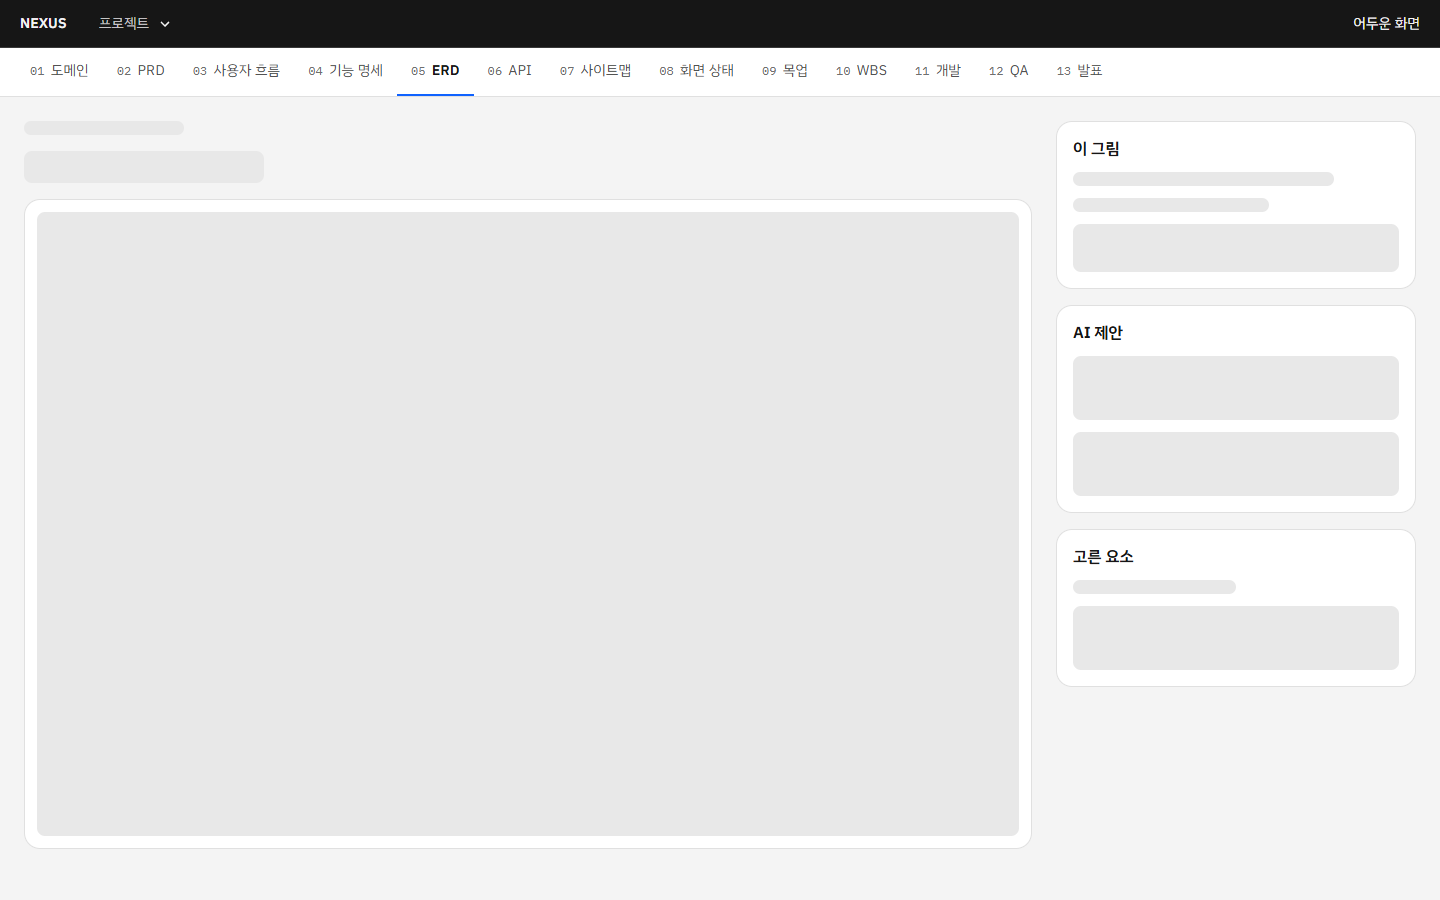 NEXUS 프로젝트 어두운 화면
01 도메인 02 PRD 03 사용자 흐름 04 기능 명세 05 ERD 06 API 07 사이트맵 08 화면 상태 09 목업 10 WBS 11 개발 12 QA 13 발표
이 그림
AI 제안
고른 요소